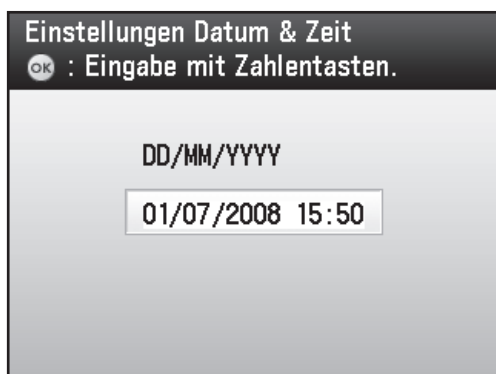 Einstellungen Datum & Zeit
OK : Eingabe mit Zahlentasten.
DD/MM/YYYY
01/07/2008 15:50